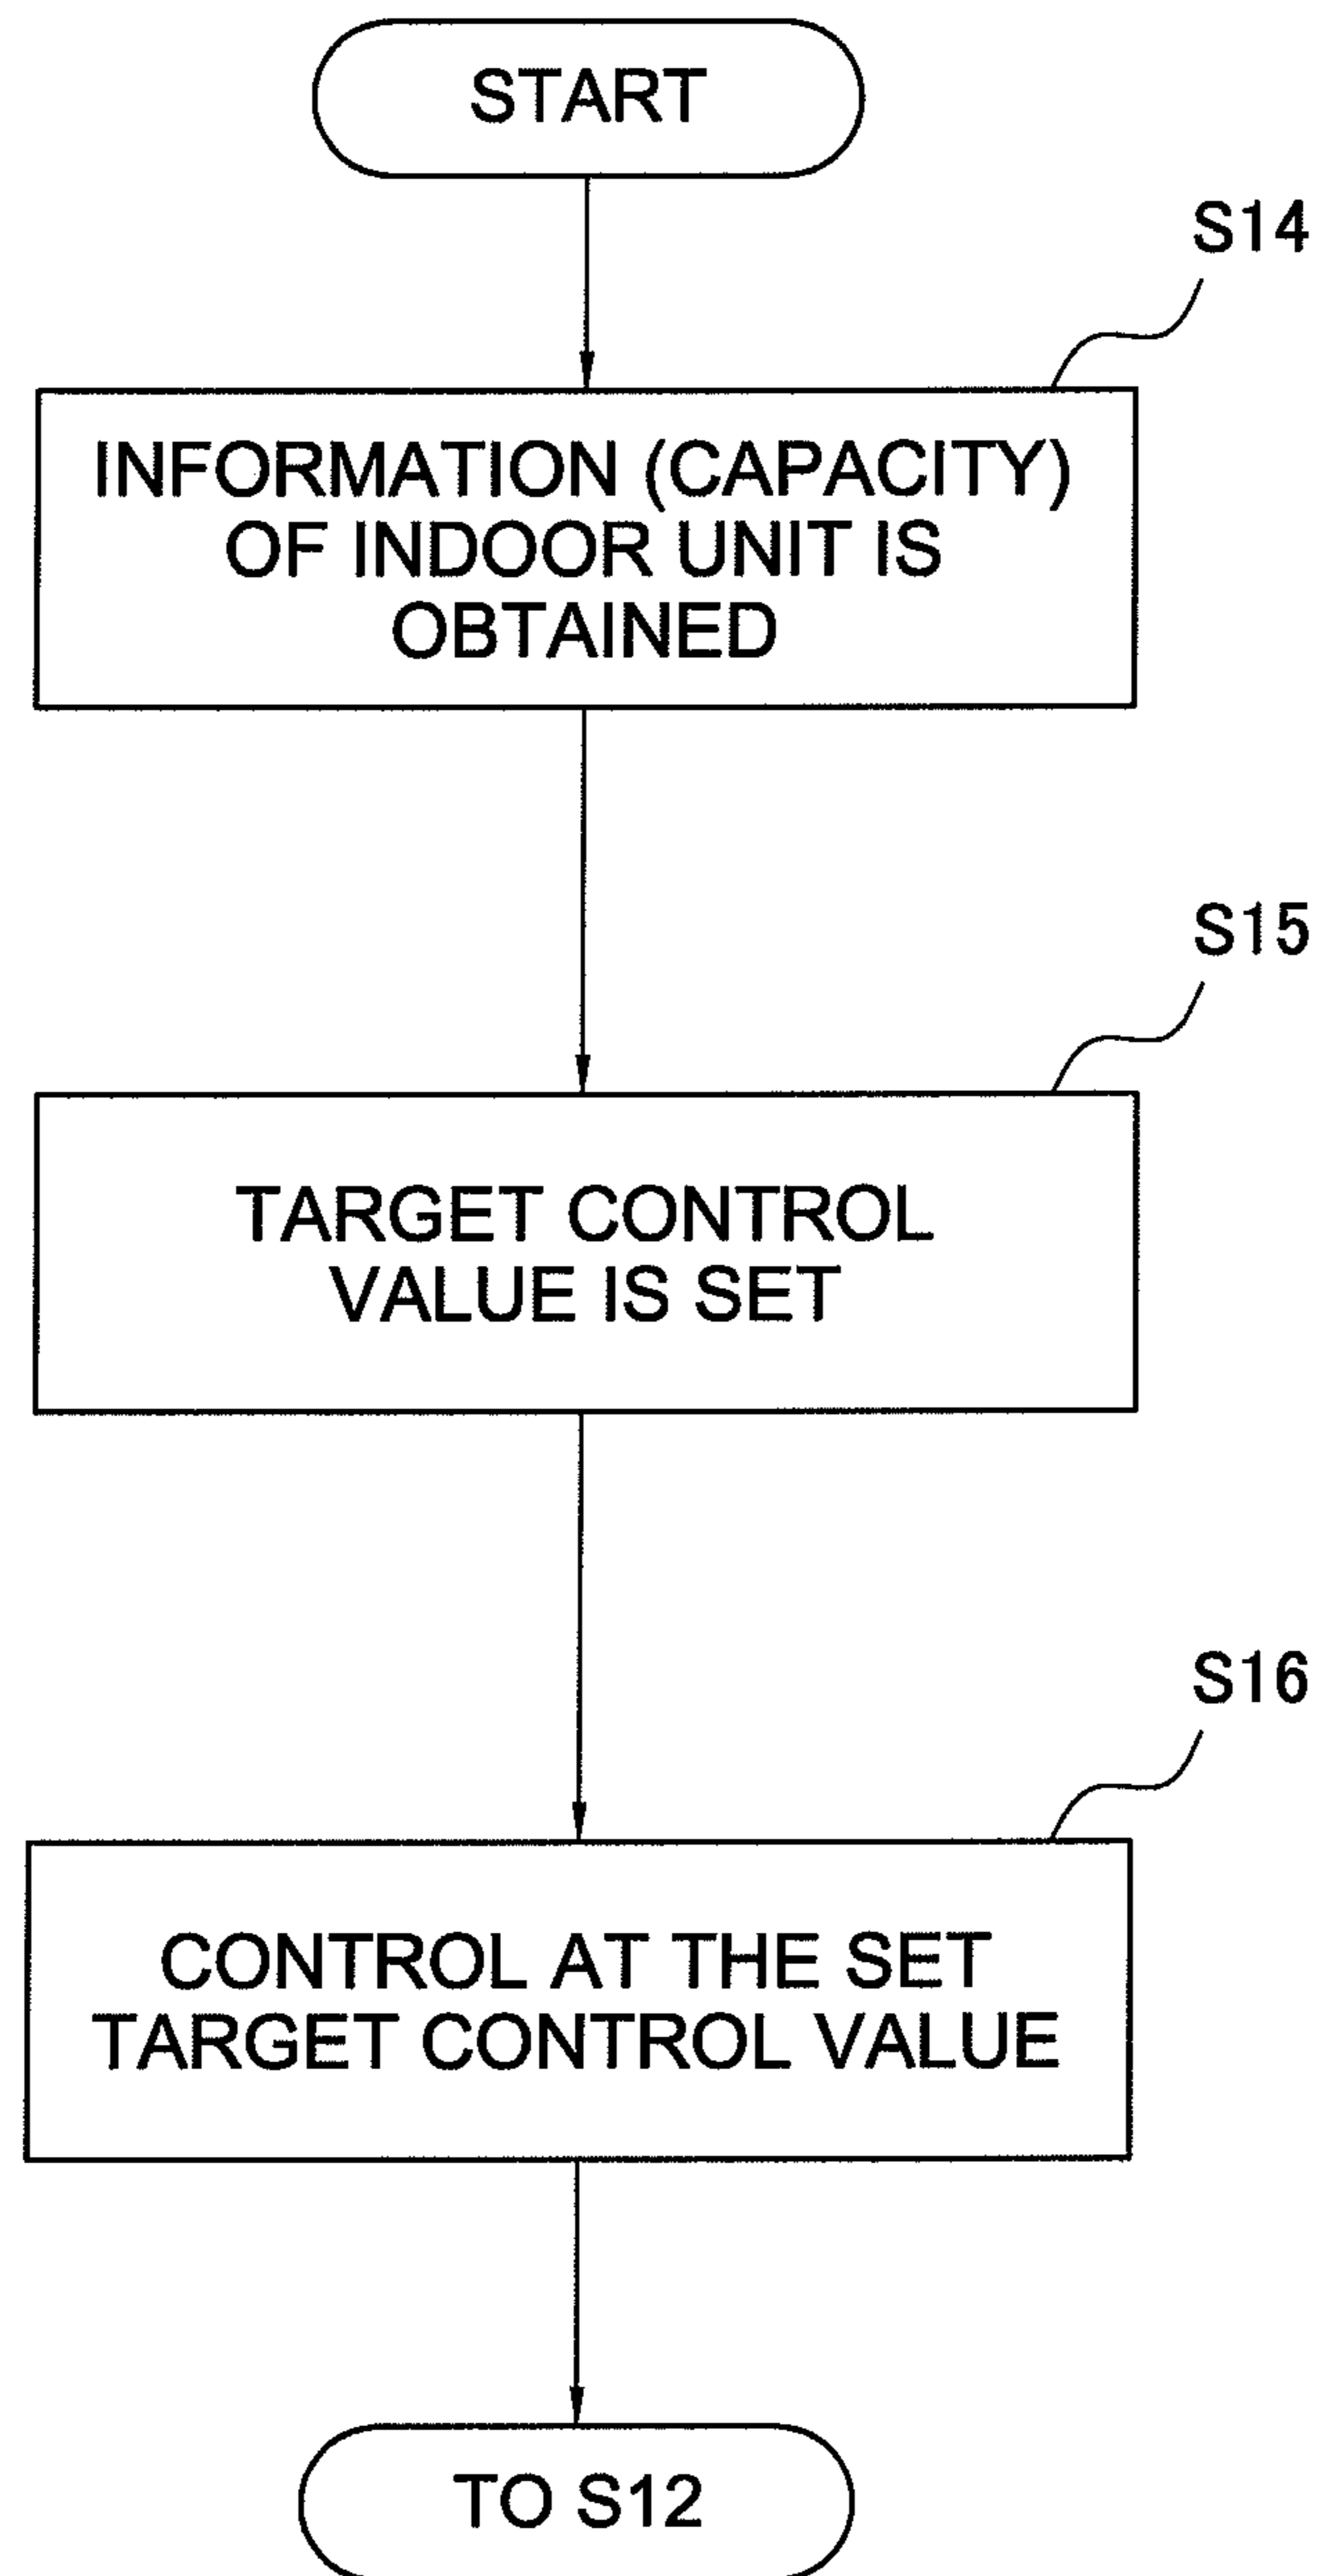 START
S14
INFORMATION (CAPACITY)
OF INDOOR UNIT IS
OBTAINED
S15
TARGET CONTROL
VALUE IS SET
S16
CONTROL AT THE SET
TARGET CONTROL VALUE
TO S12